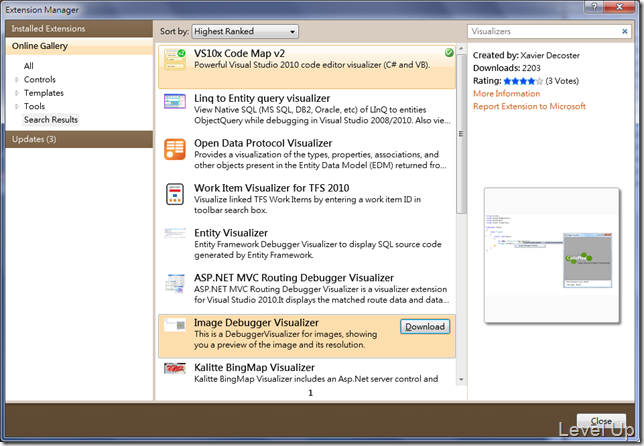 Extension Manager
Installed Extensions
Online Gallery
All
Controls
Templates
Tools
Search Results
Updates (3)
Sort by: Highest Ranked
VS10x Code Map v2
Powerful Visual Studio 2010 code editor visualizer (C# and VB).
Linq to Entity query visualizer
View Native SQL (MS SQL, DB2, Oracle, etc) of LInQ to entities
ObjectQuery while debugging in Visual Studio 2008/2010. Also vie...
Open Data Protocol Visualizer
Provides a visualization of the types, properties, associations, and
other objects present in the Entity Data Model (EDM) returned fro...
Work Item Visualizer for TFS 2010
Visualize linked TFS Work Items by entering a work item ID in
toolbar search box.
Entity Visualizer
Entity Framework Debugger Visualizer to display SQL source code
generated by Entity Framework.
ASP.NET MVC Routing Debugger Visualizer
ASP.NET MVC Routing Debugger Visualizer is a visualizer extension
for Visual Studio 2010.It displays the matched route data and data...
Image Debugger Visualizer
This is a DebuggerVisualizer for images, showing
you a preview of the image and its resolution.
Download
Kalitte BingMap Visualizer
Kalitte BingMap Visualizer includes an Asp.Net server control and
1
Visualizers
Created by: Xavier Decoster
Downloads: 2203
Rating: (3 Votes)
More Information
Report Extension to Microsoft
Close
Level Up